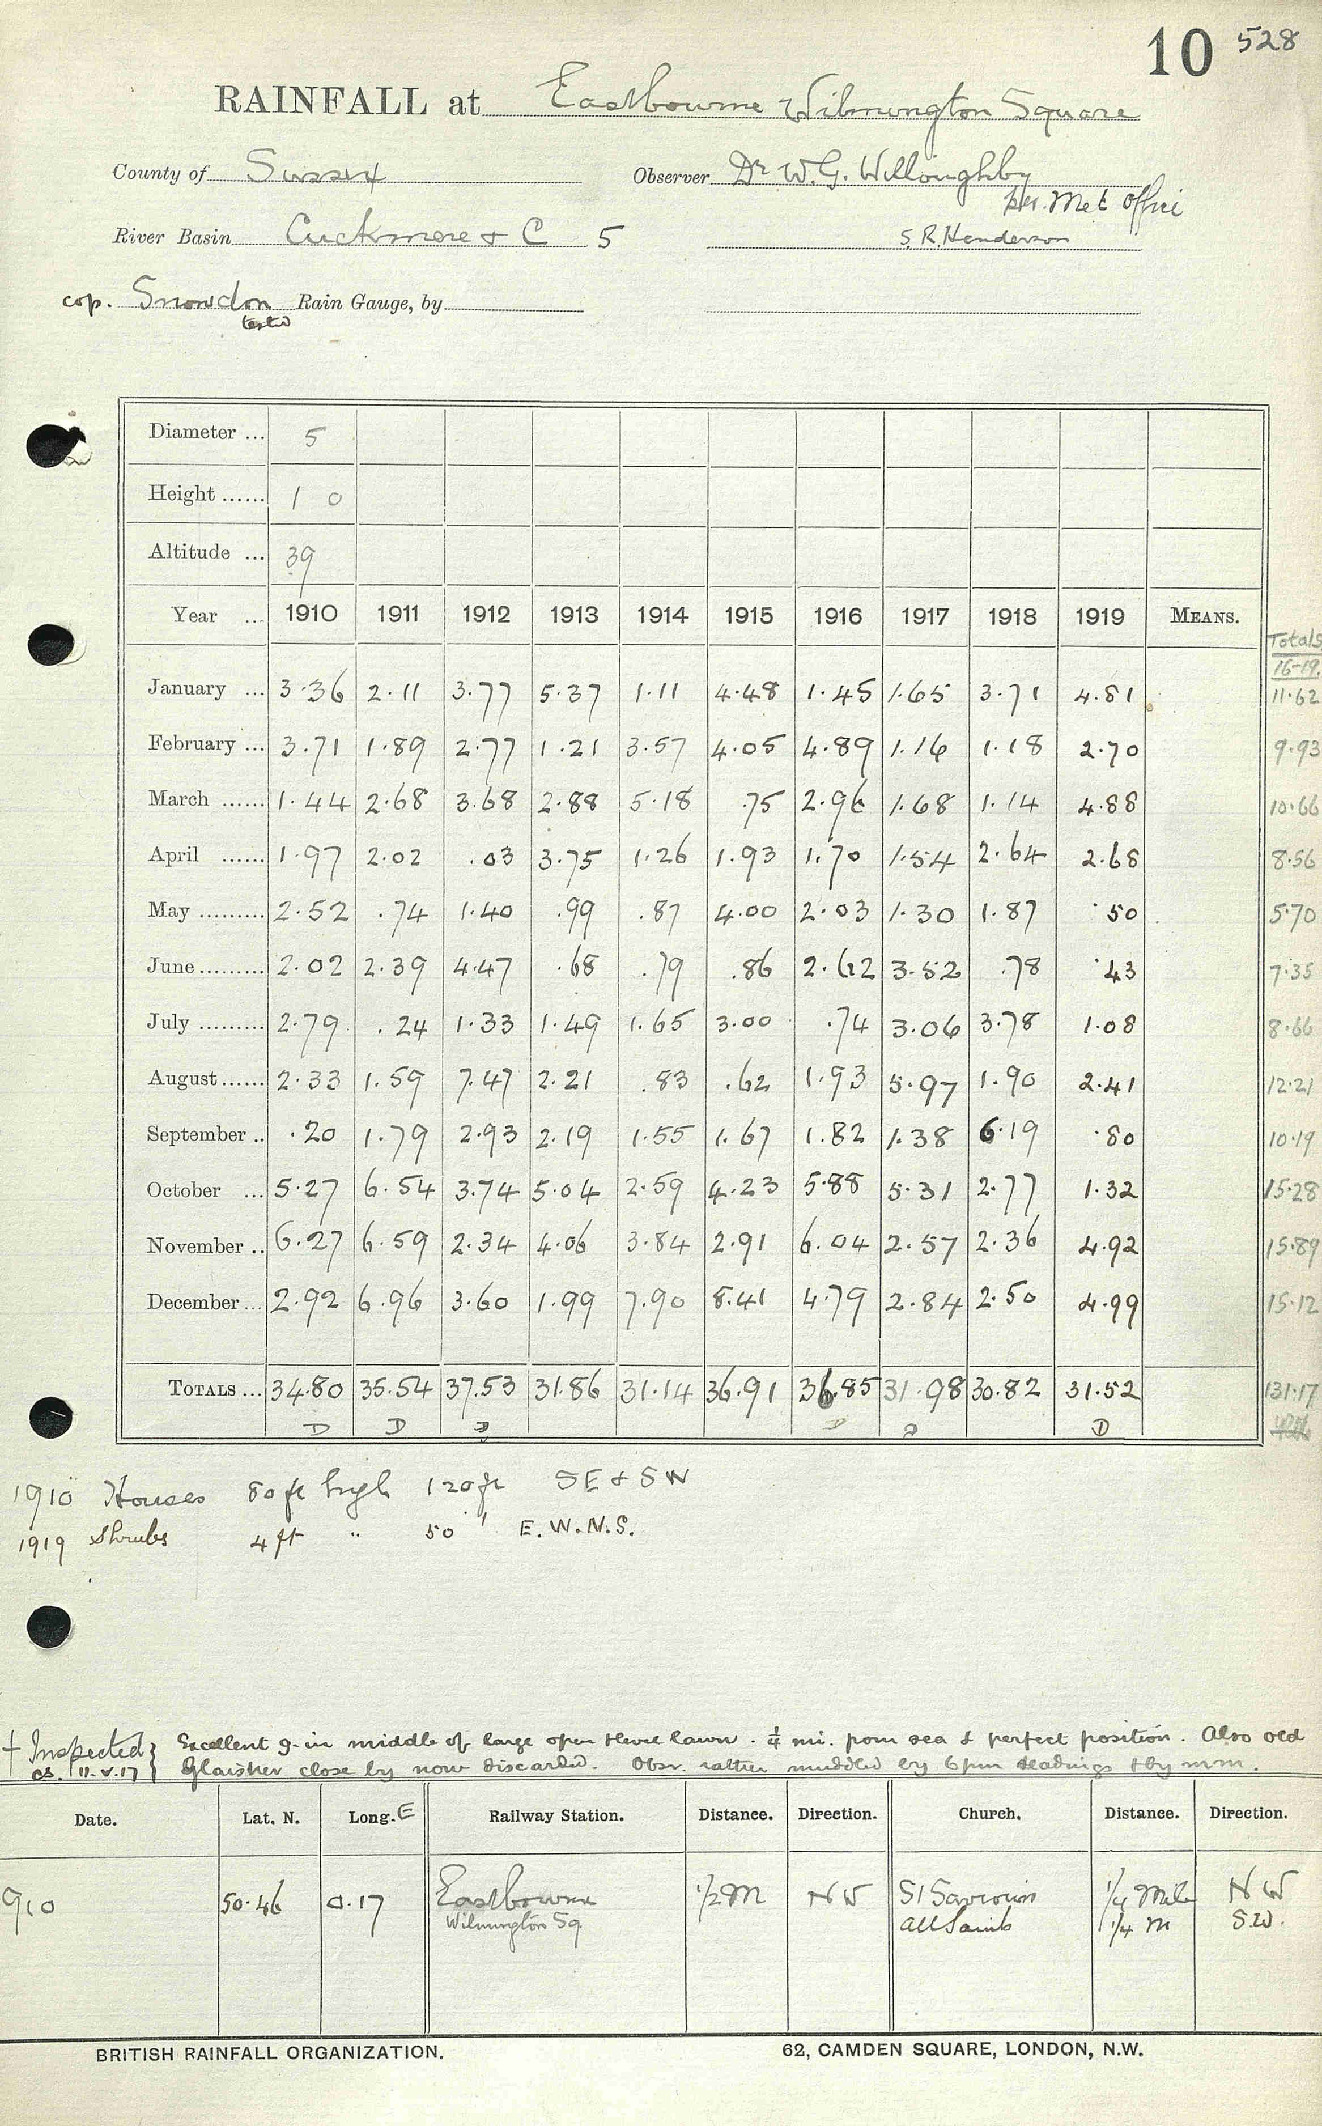 10 528
RAINFALL at Eastbourne Wilmington Square
County of Sussex Observer Dr W. G. Willoughby
per. Met Office
River Basin Cuckmere & C 5 S. R. Henderson
cop. Snowdon Rain Gauge, by
tested
Diameter ... 5
Height ...... 1 0
Altitude ... 39
Year ... 1910 1911 1912 1913 1914 1915 1916 1917 1918 1919 MEANS. Totals
16-19.
January ... 3.36 2.11 3.77 5.37 1.11 4.48 1.45 1.65 3.71 4.81 11.62
February ... 3.71 1.89 2.77 1.21 3.57 4.05 4.89 1.16 1.18 2.70 9.93
March ...... 1.44 2.68 3.68 2.88 5.18 .75 2.96 1.68 1.14 4.88 10.66
April ...... 1.97 2.02 .03 3.75 1.26 1.93 1.70 1.54 2.64 2.68 8.56
May ......... 2.52 .74 1.40 .99 .87 4.00 2.03 1.30 1.87 .50 5.70
June ......... 2.02 2.39 4.47 .68 .79 .86 2.62 3.52 .78 .43 7.35
July ......... 2.79 .24 1.33 1.49 1.65 3.00 .74 3.06 3.78 1.08 8.66
August ...... 2.33 1.59 7.47 2.21 .83 .62 1.93 5.97 1.90 2.41 12.21
September .. .20 1.79 2.93 2.19 1.55 1.67 1.82 1.38 6.19 .80 10.19
October ... 5.27 6.54 3.74 5.04 2.59 4.23 5.88 5.31 2.77 1.32 15.28
November .. 6.27 6.59 2.34 4.06 3.84 2.91 6.04 2.57 2.36 4.92 15.89
December ... 2.92 6.96 3.60 1.99 7.90 8.41 4.79 2.84 2.50 4.99 15.12
TOTALS ... 34.80 35.54 37.53 31.86 31.14 36.91 36.85 31.98 30.82 31.52 131.17
D D D D D D
1910 Houses 80 ft high 120 ft SE & SW
1919 Shrubs 4 ft " 50 ' E. W. N. S.
+ Inspected } Excellent g. in middle of large open lawn. ¼ mi. from sea & perfect position. Also old
cs. 11.v.17 } Glaisher close by now discarded. Obsr. rather muddled by 6pm readings & by mm.
Date. Lat. N. Long. E Railway Station. Distance. Direction. Church. Distance. Direction.
910 50.46 0.17 Eastbourne 1/2 M NW St Saviours 1/4 Mile NW
Wilmington Sq All Saints 1/4 M S.W.
BRITISH RAINFALL ORGANIZATION. 62, CAMDEN SQUARE, LONDON, N.W.